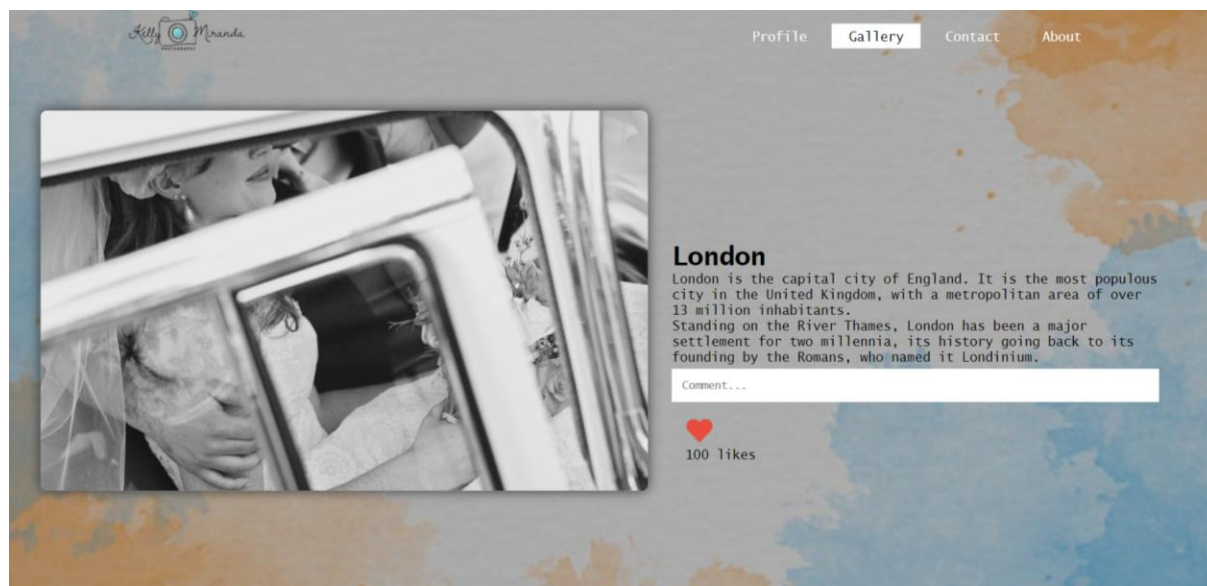 Kelly Miranda
PHOTOGRAPHY
Profile Gallery Contact About
London
London is the capital city of England. It is the most populous
city in the United Kingdom, with a metropolitan area of over
13 million inhabitants.
Standing on the River Thames, London has been a major
settlement for two millennia, its history going back to its
founding by the Romans, who named it Londinium.
Comment...
100 likes